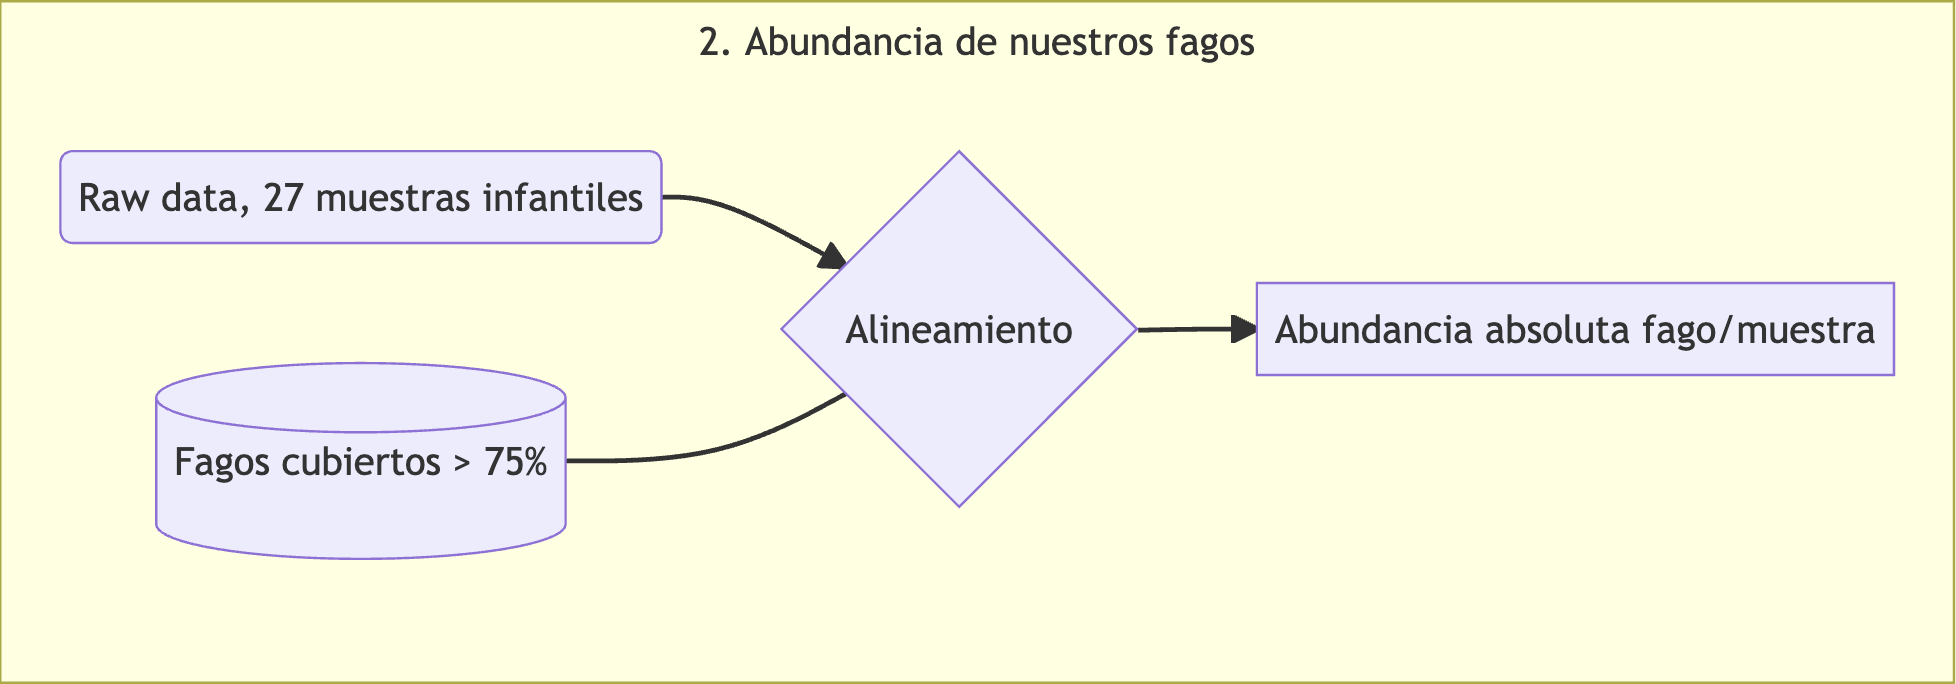 2. Abundancia de nuestros fagos
Raw data, 27 muestras infantiles
Alineamiento
Abundancia absoluta fago/muestra
Fagos cubiertos > 75%